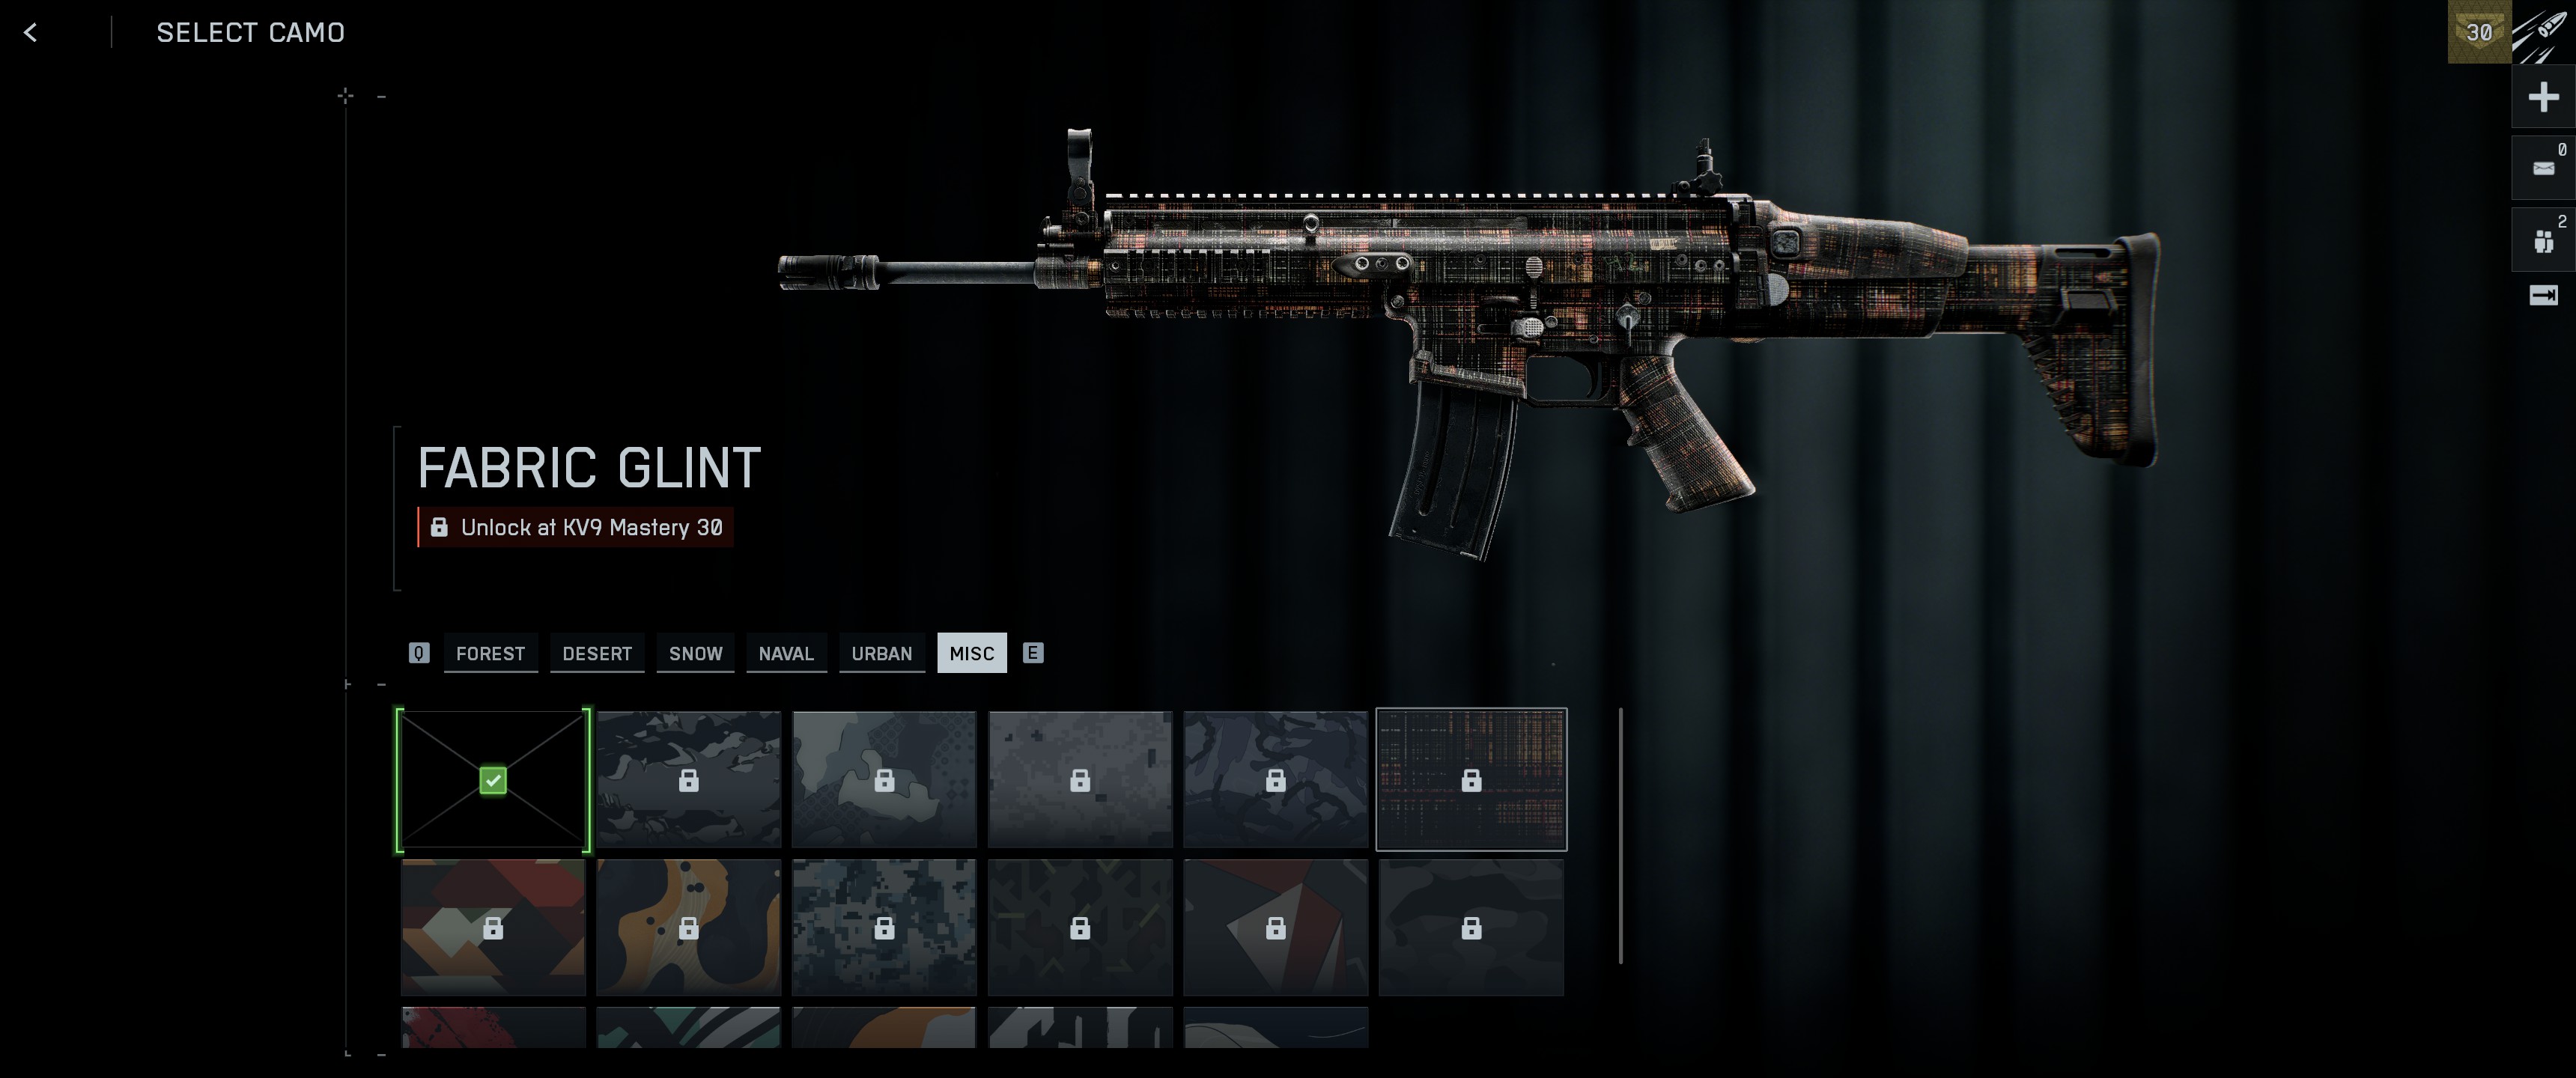 SELECT CAMO
30
0
2
FABRIC GLINT
Unlock at KV9 Mastery 30
Q FOREST DESERT SNOW NAVAL URBAN MISC E